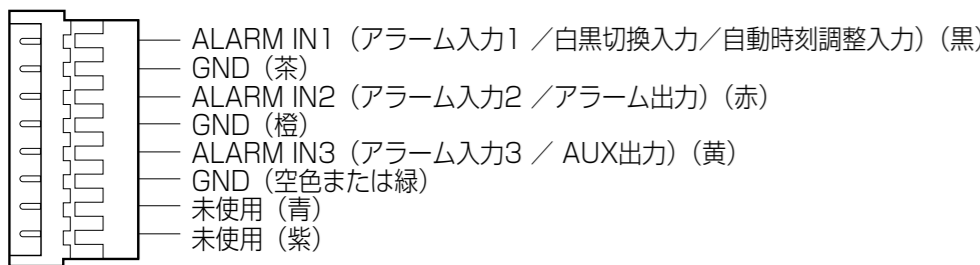 ALARM IN1（アラーム入力1 ／白黒切換入力／自動時刻調整入力）（黒）
GND（茶）
ALARM IN2（アラーム入力2 ／アラーム出力）（赤）
GND（橙）
ALARM IN3（アラーム入力3 ／ AUX出力）（黄）
GND（空色または緑）
未使用（青）
未使用（紫）